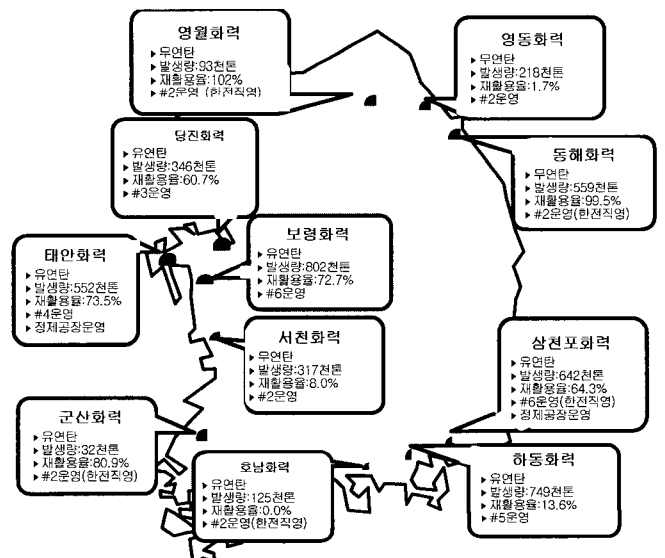 영월화력
▸무연탄
▸발생량:93천톤
▸재활용율:102%
▸#2운영 (한전직영)
영동화력
▸무연탄
▸발생량:218천톤
▸재활용율:1.7%
▸#2운영
당진화력
▸유연탄
▸발생량:346천톤
▸재활용율:60.7%
▸#3운영
동해화력
▸무연탄
▸발생량:559천톤
▸재활용율:99.5%
▸#2운영(한전직영)
태안화력
▸유연탄
▸발생량:552천톤
▸재활용율:73.5%
▸#4운영
정제공장운영
보령화력
▸유연탄
▸발생량:802천톤
▸재활용율:72.7%
▸#6운영
서천화력
▸무연탄
▸발생량:317천톤
▸재활용율:8.0%
▸#2운영
삼천포화력
▸유연탄
▸발생량:642천톤
▸재활용율:64.3%
▸#6운영(한전직영)
정제공장운영
군산화력
▸유연탄
▸발생량:32천톤
▸재활용율:80.9%
▸#2운영(한전직영)
호남화력
▸유연탄
▸발생량:125천톤
▸재활용율:0.0%
▸#2운영(한전직영)
하동화력
▸유연탄
▸발생량:749천톤
▸재활용율:13.6%
▸#5운영